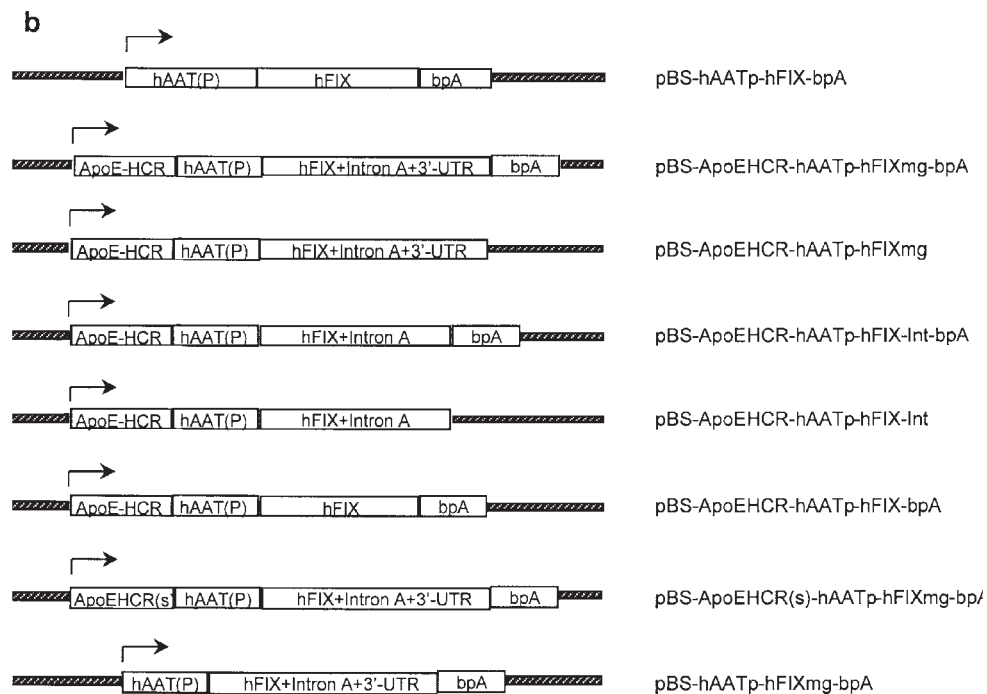 b
hAAT(P) hFIX bpA pBS-hAATp-hFIX-bpA
ApoE-HCR hAAT(P) hFIX+Intron A+3'-UTR bpA pBS-ApoEHCR-hAATp-hFIXmg-bpA
ApoE-HCR hAAT(P) hFIX+Intron A+3'-UTR pBS-ApoEHCR-hAATp-hFIXmg
ApoE-HCR hAAT(P) hFIX+Intron A bpA pBS-ApoEHCR-hAATp-hFIX-Int-bpA
ApoE-HCR hAAT(P) hFIX+Intron A pBS-ApoEHCR-hAATp-hFIX-Int
ApoE-HCR hAAT(P) hFIX bpA pBS-ApoEHCR-hAATp-hFIX-bpA
ApoEHCR(s) hAAT(P) hFIX+Intron A+3'-UTR bpA pBS-ApoEHCR(s)-hAATp-hFIXmg-bpA
hAAT(P) hFIX+Intron A+3'-UTR bpA pBS-hAATp-hFIXmg-bpA